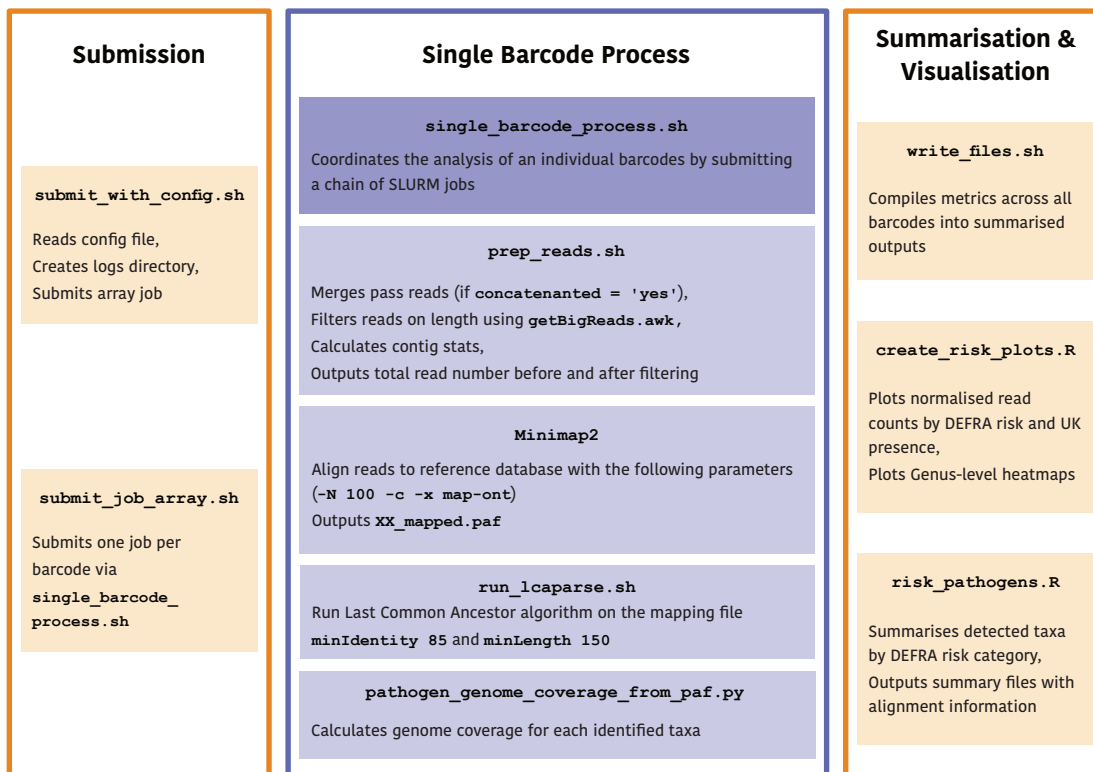 Submission
submit_with_config.sh
Reads config file,
Creates logs directory,
Submits array job
submit_job_array.sh
Submits one job per
barcode via
single_barcode_
process.sh
Single Barcode Process
single_barcode_process.sh
Coordinates the analysis of an individual barcodes by submitting
a chain of SLURM jobs
prep_reads.sh
Merges pass reads (if concatenanted = 'yes'),
Filters reads on length using getBigReads.awk,
Calculates contig stats,
Outputs total read number before and after filtering
Minimap2
Align reads to reference database with the following parameters
(-N 100 -c -x map-ont)
Outputs XX_mapped.paf
run_lcaparse.sh
Run Last Common Ancestor algorithm on the mapping file
minIdentity 85 and minLength 150
pathogen_genome_coverage_from_paf.py
Calculates genome coverage for each identified taxa
Summarisation &
Visualisation
write_files.sh
Compiles metrics across all
barcodes into summarised
outputs
create_risk_plots.R
Plots normalised read
counts by DEFRA risk and UK
presence,
Plots Genus-level heatmaps
risk_pathogens.R
Summarises detected taxa
by DEFRA risk category,
Outputs summary files with
alignment information